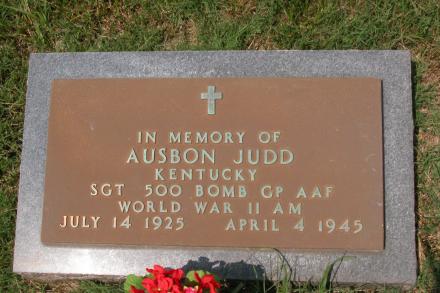 IN MEMORY OF
AUSBON JUDD
KENTUCKY
SGT 500 BOMB GP AAF
WORLD WAR II AM
JULY 14 1925 APRIL 4 1945